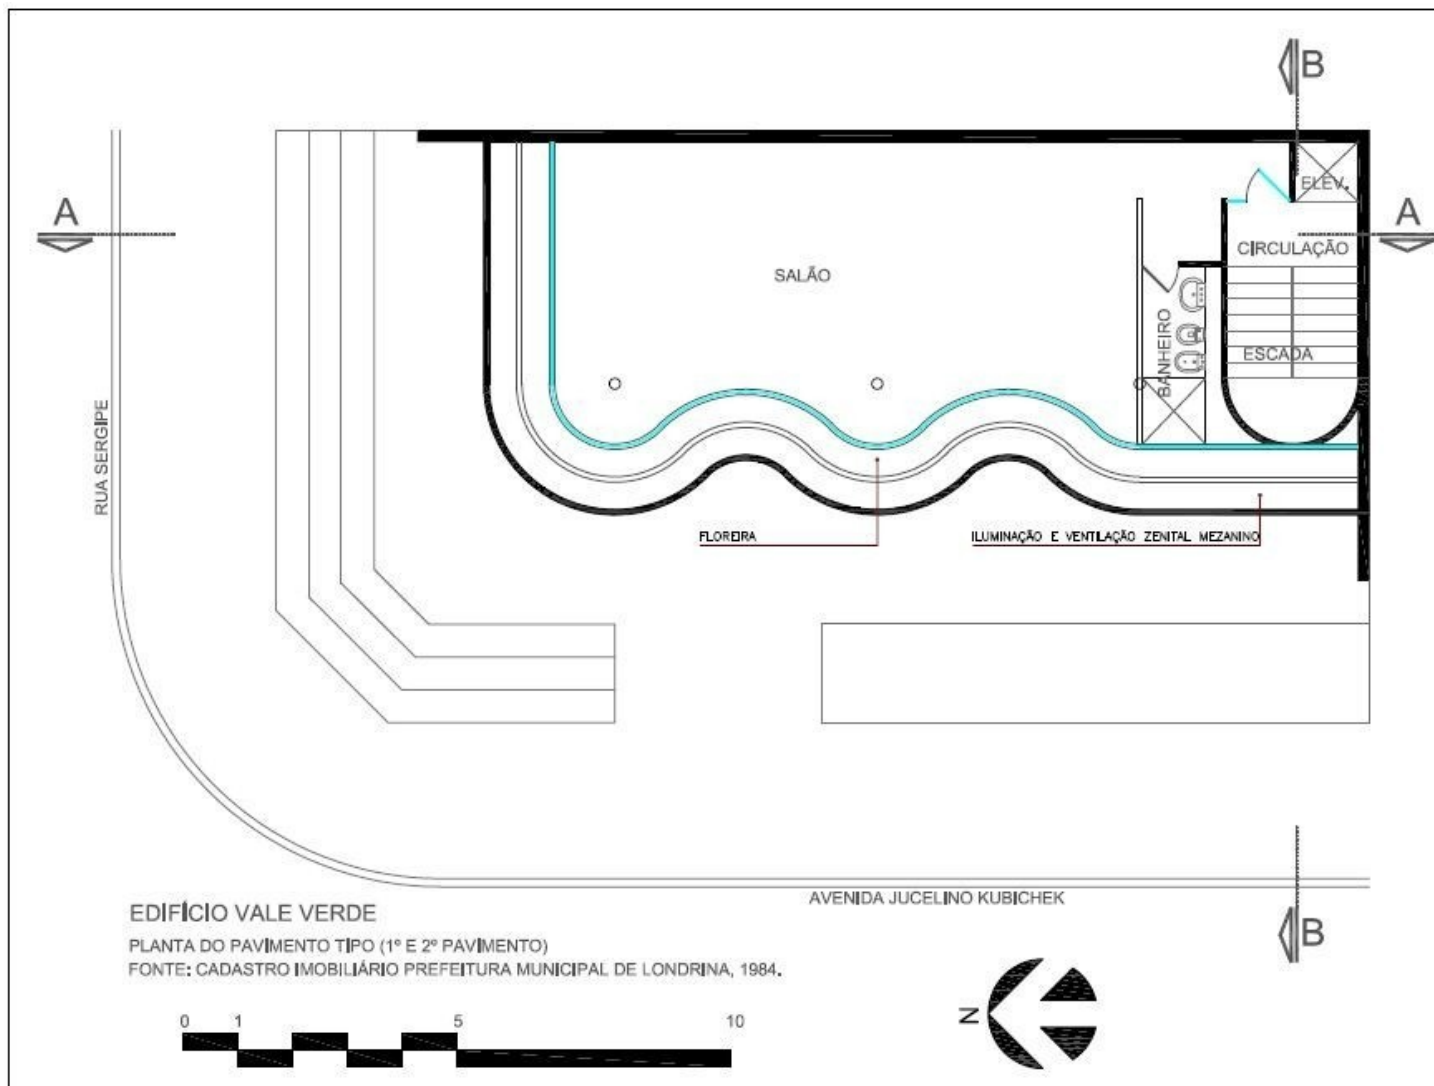 B
A
ELEV.
A
CIRCULAÇÃO
SALÃO
BANHEIRO
ESCADA
RUA SERGIPE
FLOREIRA
ILUMINAÇÃO E VENTILAÇÃO ZENITAL MEZANINO
AVENIDA JUCELINO KUBICHEK
EDIFÍCIO VALE VERDE
B
PLANTA DO PAVIMENTO TIPO (1º E 2º PAVIMENTO)
FONTE: CADASTRO IMOBILIÁRIO PREFEITURA MUNICIPAL DE LONDRINA, 1984.
0 1 5 10
N